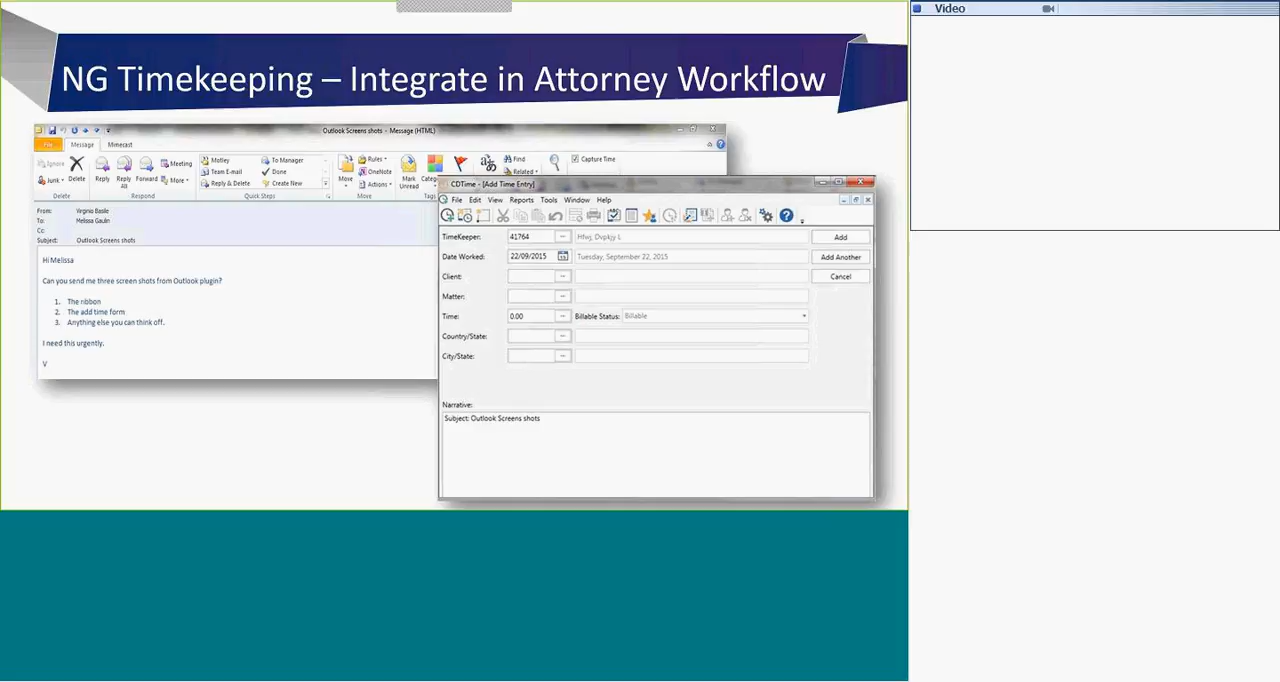 Video
NG Timekeeping – Integrate in Attorney Workflow
Outlook Screens shots - Message (HTML)
File Message Mimecast
Ignore
Junk
Delete
Reply
Reply All
Forward
Meeting
More
Motley
Team E-mail
Reply & Delete
To Manager
Done
Create New
Move
Rules
OneNote
Actions
Mark Unread
Categ
Find
Related
Capture Time
Delete Respond Quick Steps Move Tags
From: Virginia Basile
To: Melissa Gaulin
Cc:
Subject: Outlook Screens shots
Hi Melissa
Can you send me three screen shots from Outlook plugin?
1. The ribbon
2. The add time form
3. Anything else you can think off.
I need this urgently.
V
CDTime - [Add Time Entry]
File Edit View Reports Tools Window Help
TimeKeeper: 41764 ... Hfwj, Dvpkjy L Add
Date Worked: 22/09/2015 Tuesday, September 22, 2015 Add Another
Client: ... Cancel
Matter: ...
Time: 0.00 ... Billable Status: Billable
Country/State: ...
City/State: ...
Narrative:
Subject: Outlook Screens shots